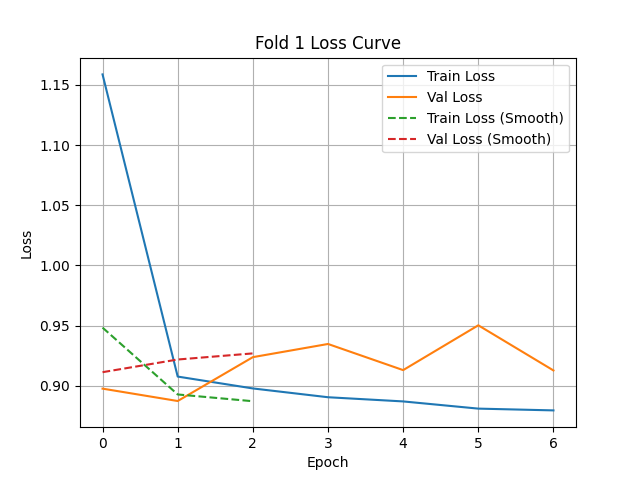 Fold 1 Loss Curve
Train Loss
Val Loss
Train Loss (Smooth)
Val Loss (Smooth)
1.15
1.10
1.05
1.00
0.95
0.90
Loss
0 1 2 3 4 5 6
Epoch